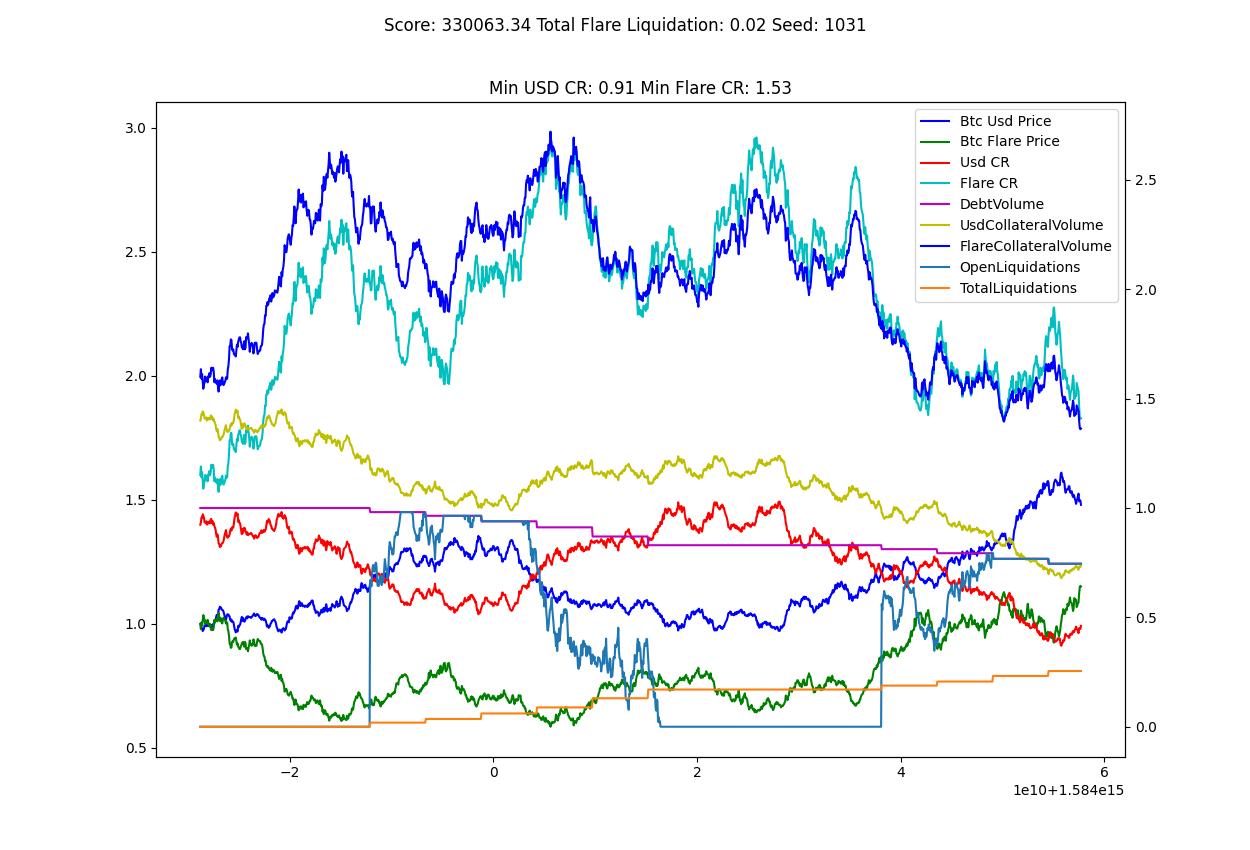 Score: 330063.34 Total Flare Liquidation: 0.02 Seed: 1031
Min USD CR: 0.91 Min Flare CR: 1.53
Btc Usd Price
Btc Flare Price
Usd CR
Flare CR
DebtVolume
UsdCollateralVolume
FlareCollateralVolume
OpenLiquidations
TotalLiquidations
3.0
2.5
2.0
1.5
1.0
0.5
2.5
2.0
1.5
1.0
0.5
0.0
−2
0
2
4
6
1e10+1.584e15